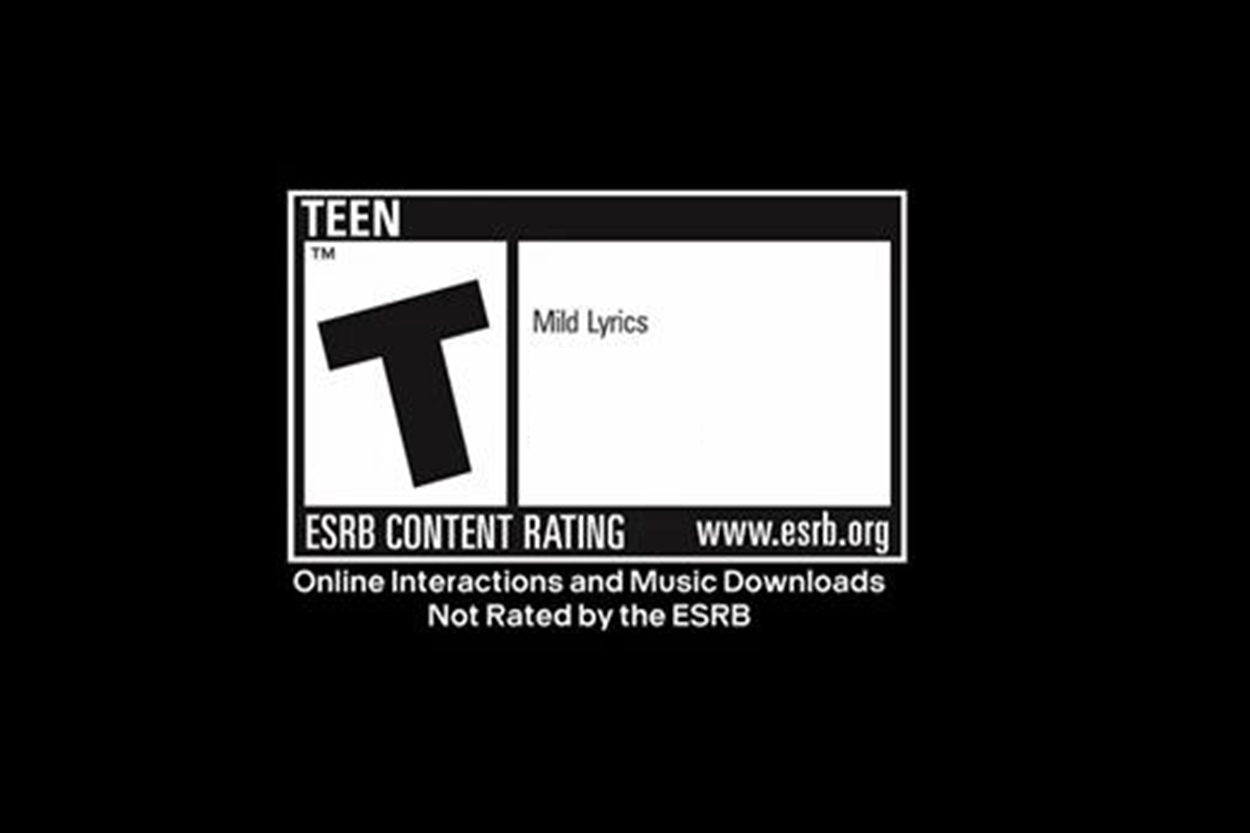 TEEN
TM
T
Mild Lyrics
ESRB CONTENT RATING www.esrb.org
Online Interactions and Music Downloads
Not Rated by the ESRB